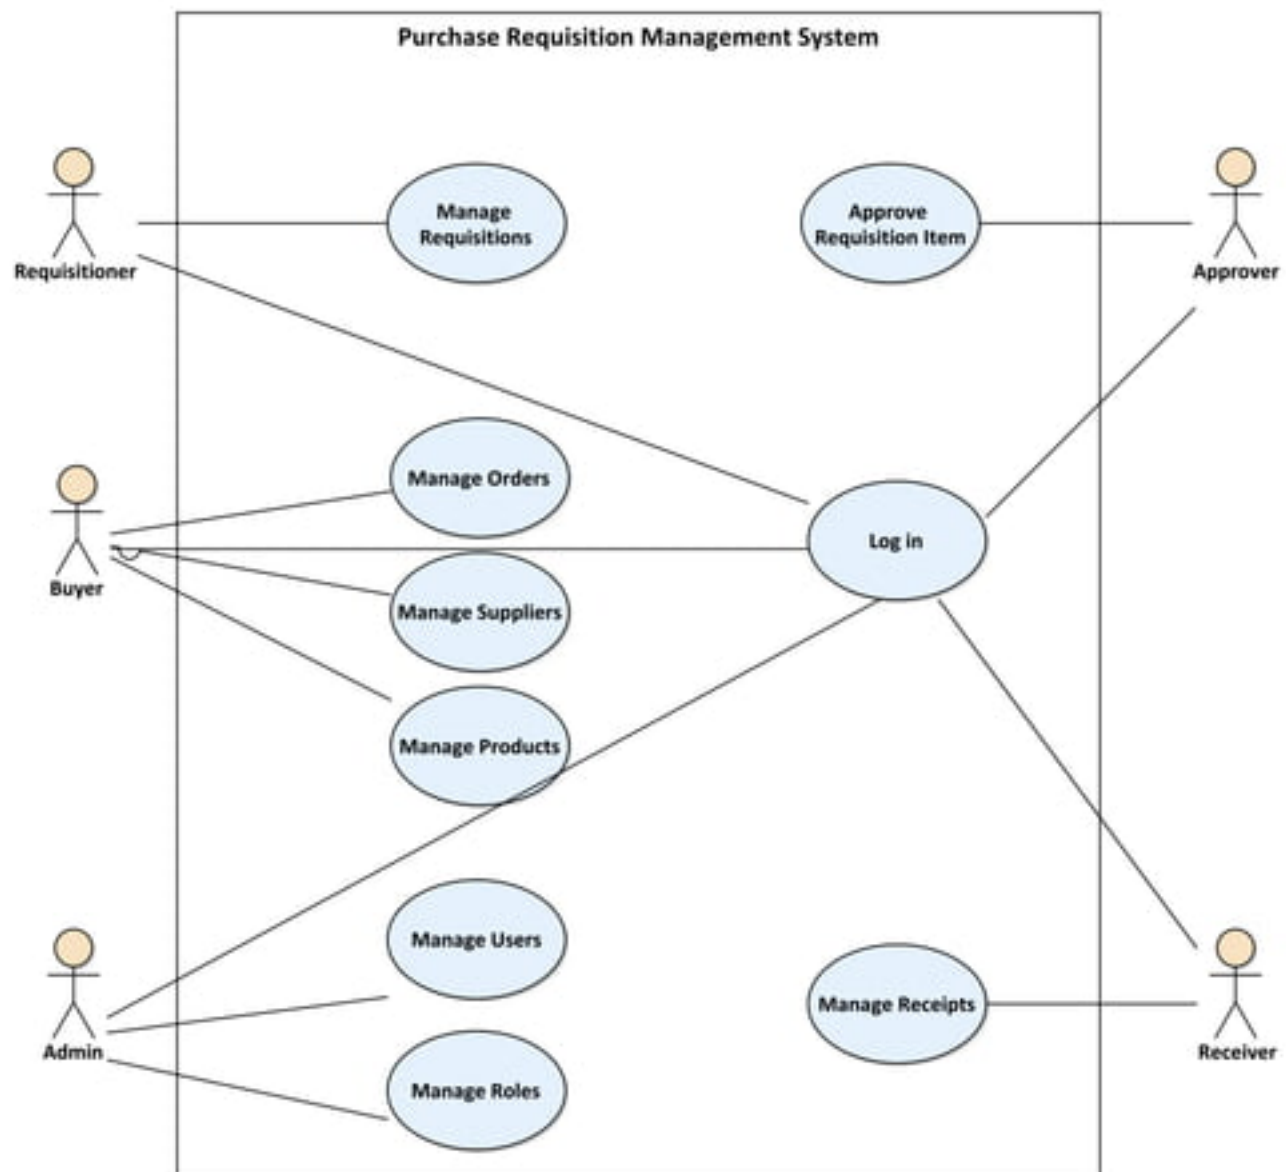 Purchase Requisition Management System
Manage
Requisitions
Approve
Requisition Item
Requisitioner
Approver
Manage Orders
Log in
Buyer
Manage Suppliers
Manage Products
Manage Users
Manage Receipts
Admin
Receiver
Manage Roles